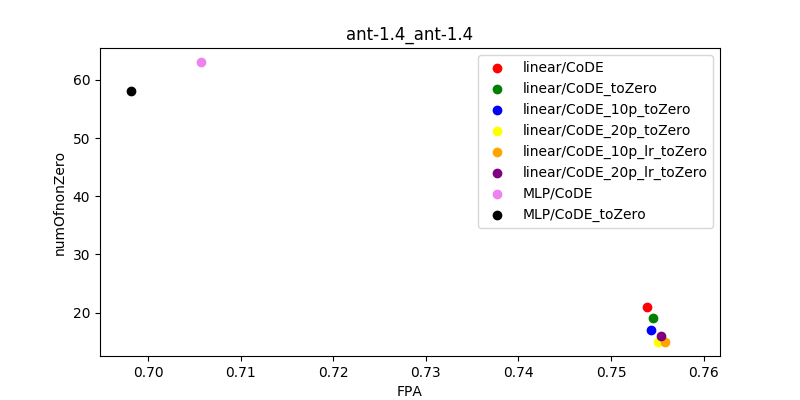 ant-1.4_ant-1.4
numOfnonZero
60
50
40
30
20
linear/CoDE
linear/CoDE_toZero
linear/CoDE_10p_toZero
linear/CoDE_20p_toZero
linear/CoDE_10p_lr_toZero
linear/CoDE_20p_lr_toZero
MLP/CoDE
MLP/CoDE_toZero
0.70 0.71 0.72 0.73 0.74 0.75 0.76
FPA